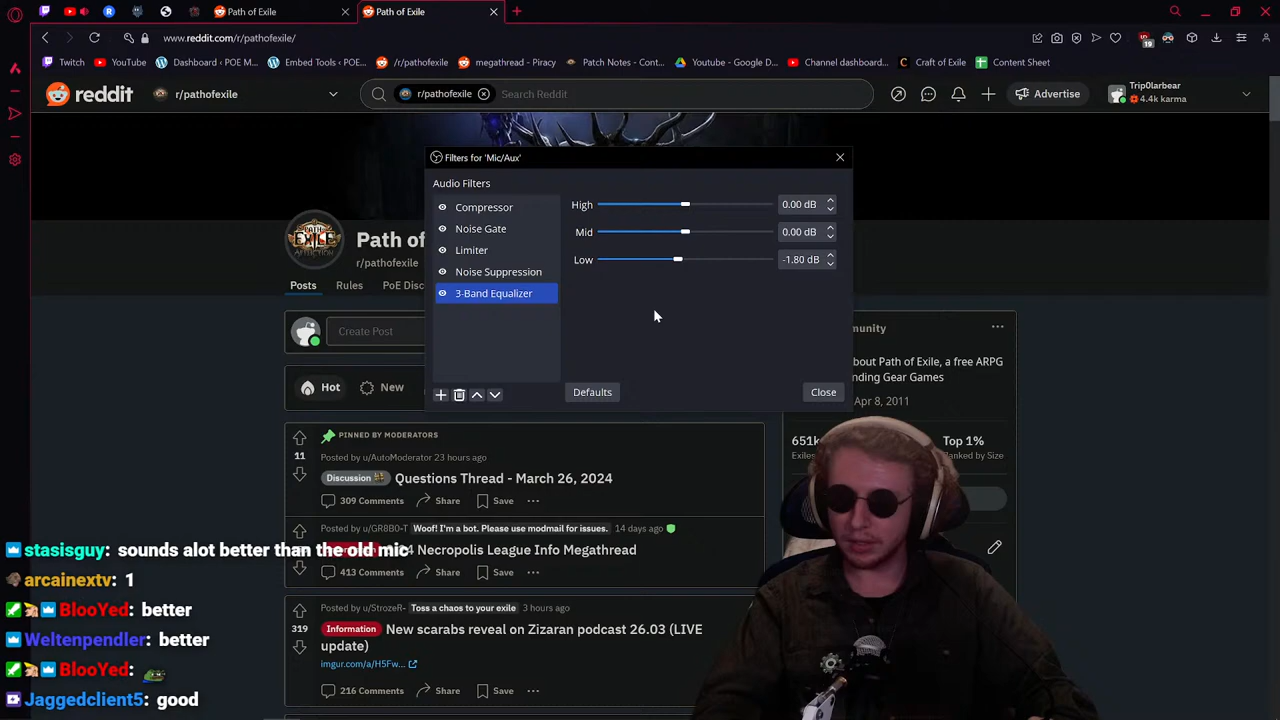 Path of Exile
Path of Exile
www.reddit.com/r/pathofexile/
19
Twitch
YouTube
Dashboard ‹ POE M...
Embed Tools ‹ POE...
/r/pathofexile
megathread - Piracy
Patch Notes - Cont...
Youtube - Google D...
Channel dashboard...
Craft of Exile
Content Sheet
reddit
r/pathofexile
r/pathofexile
Search Reddit
Advertise
Trip0larbear
4.4k karma
Filters for 'Mic/Aux'
Audio Filters
Compressor
Noise Gate
Limiter
Noise Suppression
3-Band Equalizer
High
0.00 dB
Mid
0.00 dB
Low
-1.80 dB
Defaults
Close
PATH
EXILE
Path of
r/pathofexile
Posts
Rules
PoE Disc
Create Post
Hot
New
PINNED BY MODERATORS
11
Posted by u/AutoModerator 23 hours ago
Discussion
Questions Thread - March 26, 2024
309 Comments
Share
Save
Posted by u/GR8B0-T
Woof! I'm a bot. Please use modmail for issues.
14 days ago
Necropolis League Info Megathread
413 Comments
Share
Save
319
Posted by u/StrozeR-
Toss a chaos to your exile
3 hours ago
Information
New scarabs reveal on Zizaran podcast 26.03 (LIVE
update)
imgur.com/a/H5Fw...
216 Comments
Share
Save
mmunity
about Path of Exile, a free ARPG
nding Gear Games
Apr 8, 2011
651k
Exiles
Top 1%
Ranked by Size
stasisguy: sounds alot better than the old mic
arcainextv: 1
BlooYed: better
Weltenpendler: better
BlooYed:
Jaggedclient5: good